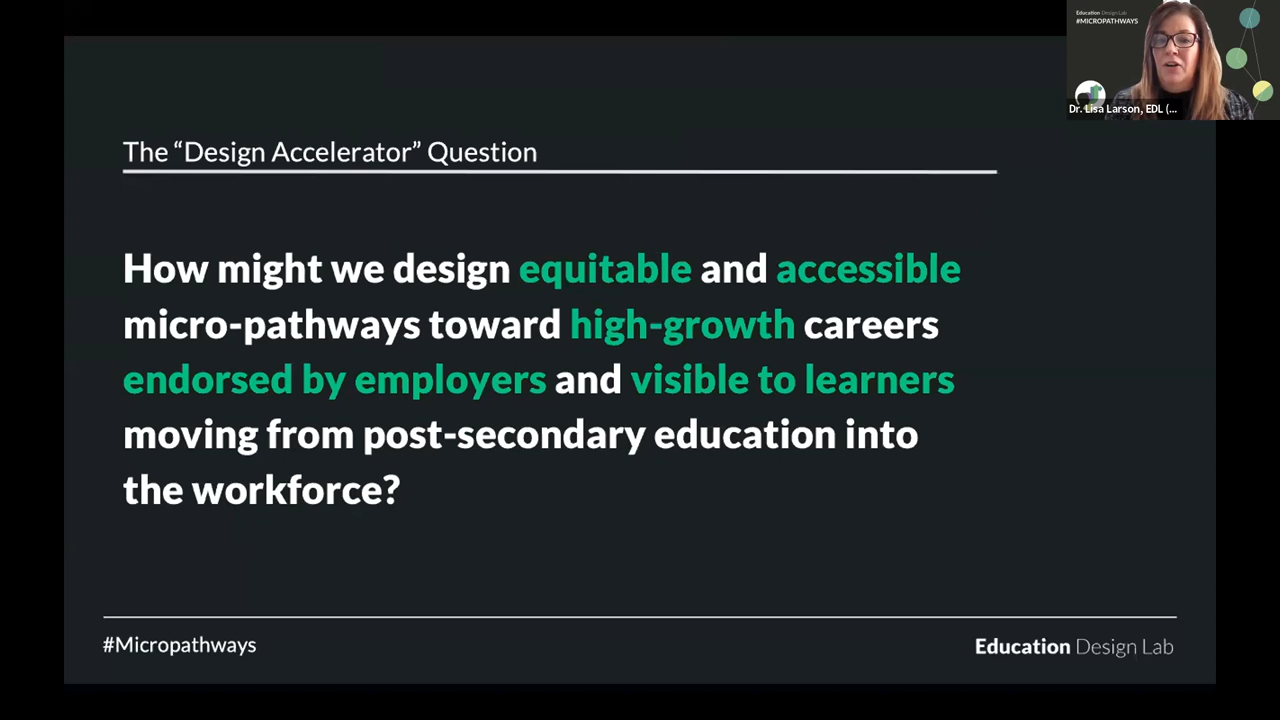 Education Design Lab
#MICROPATHWAYS
Dr. Lisa Larson, EDL (...
The “Design Accelerator” Question
How might we design equitable and accessible
micro-pathways toward high-growth careers
endorsed by employers and visible to learners
moving from post-secondary education into
the workforce?
#Micropathways
Education Design Lab